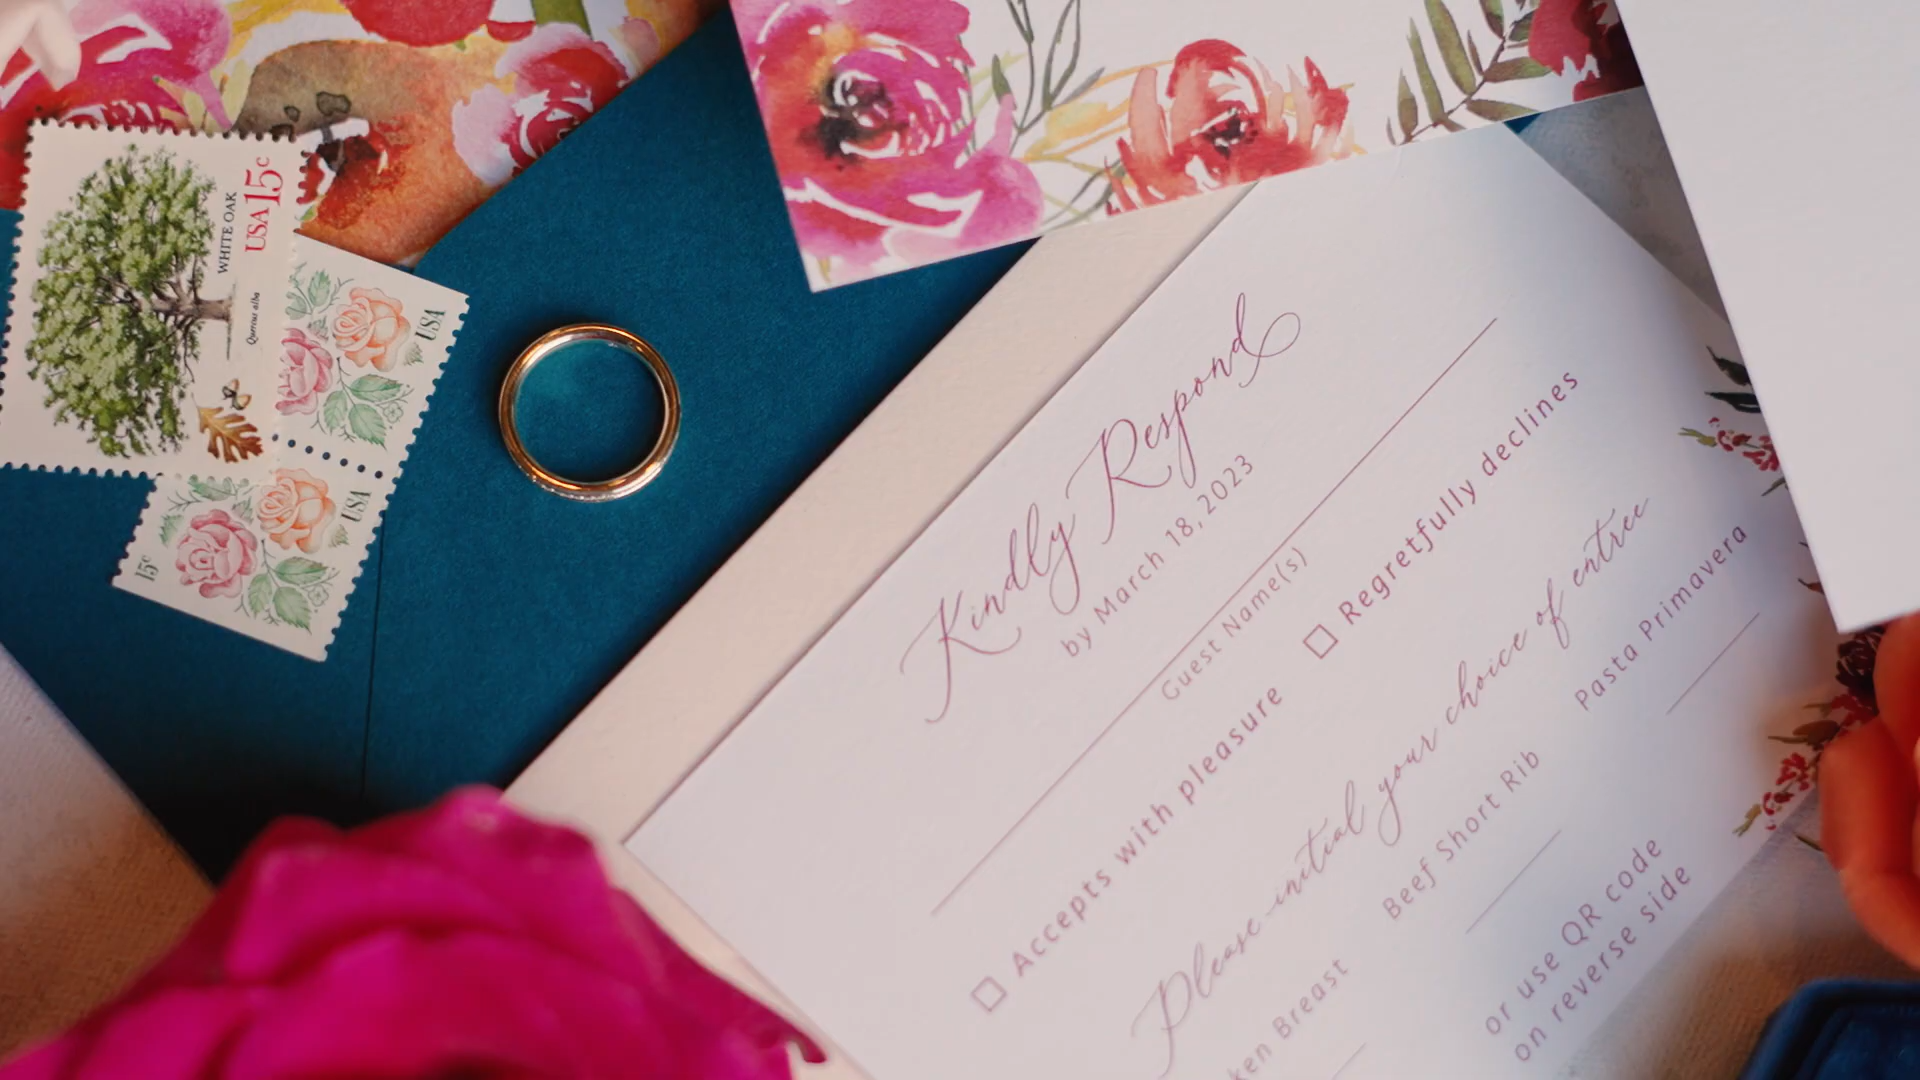 WHITE OAK
USA 15c
Quercus alba
USA
USA
15c
Kindly Respond
by March 18, 2023
Guest Name(s)
Accepts with pleasure
Regretfully declines
Please initial your choice of entree
ken Breast
Beef Short Rib
Pasta Primavera
or use QR code
on reverse side